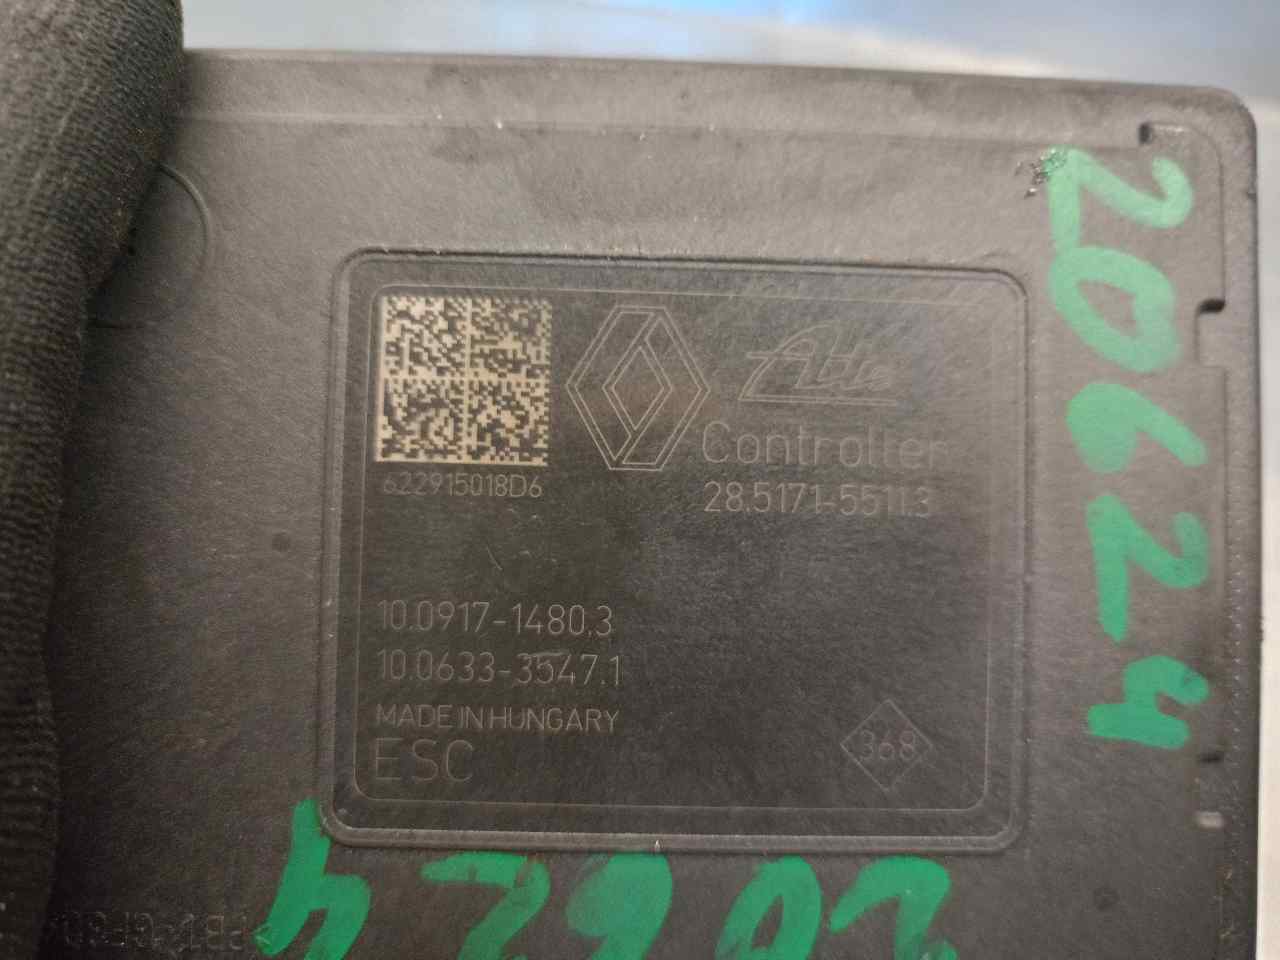 Ate
Controller
28.5171-5511.3
622915018D6
10.0917-1480.3
10.0633-3547.1
MADE IN HUNGARY
ESC
368
20624
20624